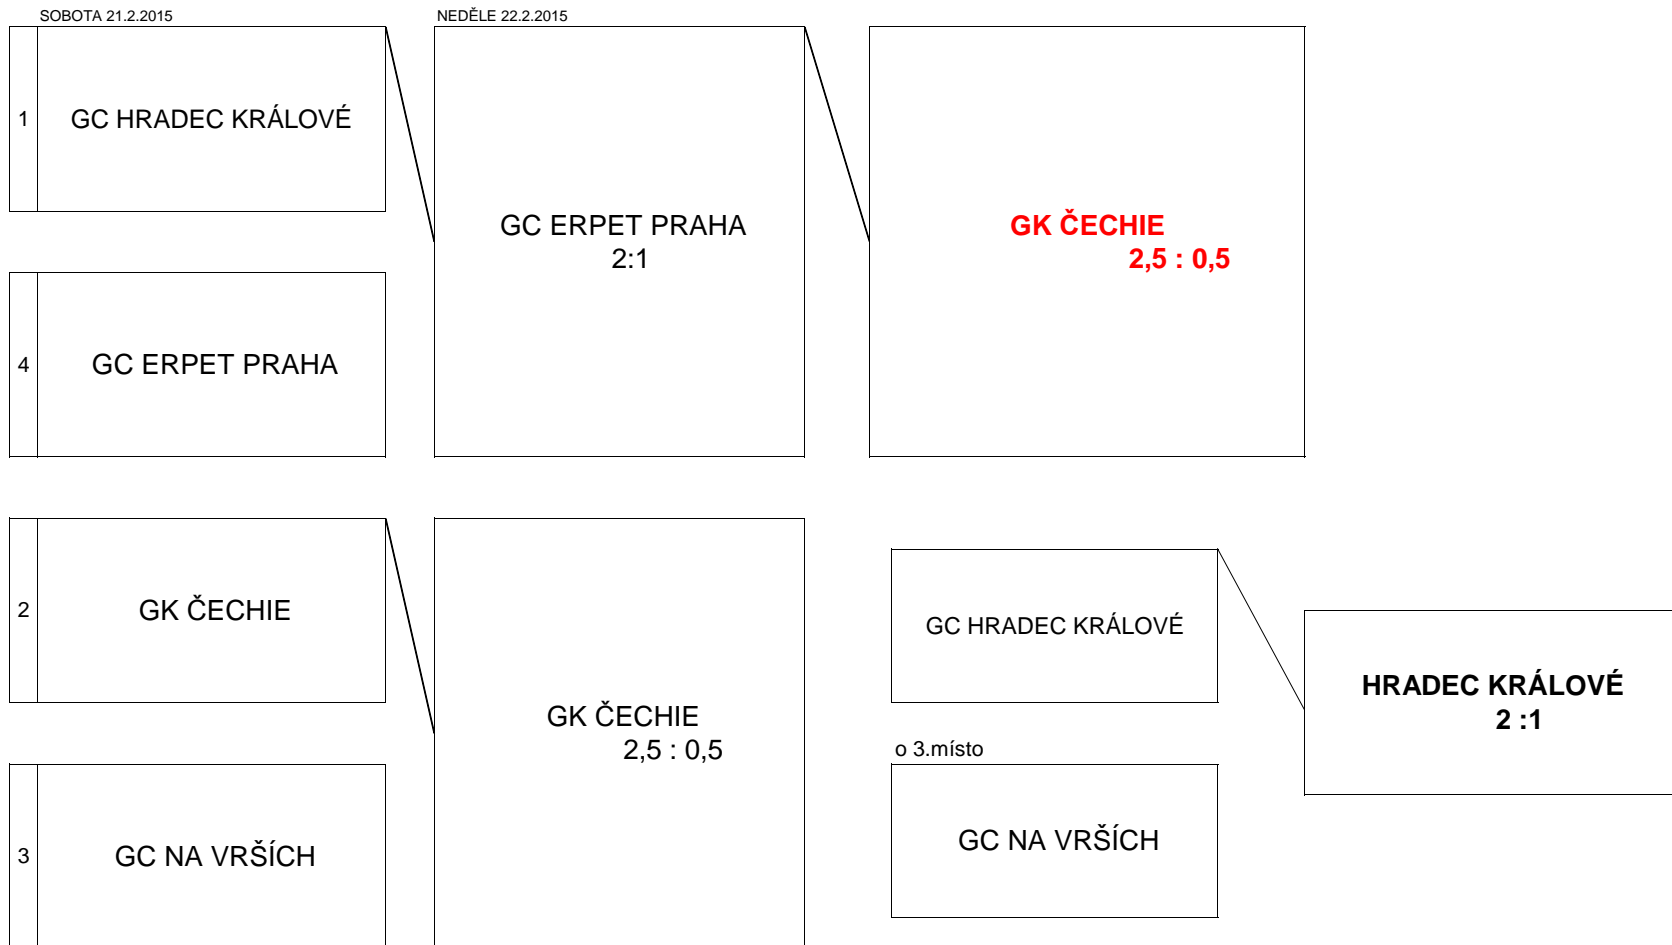 SOBOTA 21.2.2015
NEDĚLE 22.2.2015
1
GC HRADEC KRÁLOVÉ
GC ERPET PRAHA
2:1
GK ČECHIE
2,5 : 0,5
4
GC ERPET PRAHA
2
GK ČECHIE
GK ČECHIE
2,5 : 0,5
GC HRADEC KRÁLOVÉ
HRADEC KRÁLOVÉ
2 :1
o 3.místo
3
GC NA VRŠÍCH
GC NA VRŠÍCH